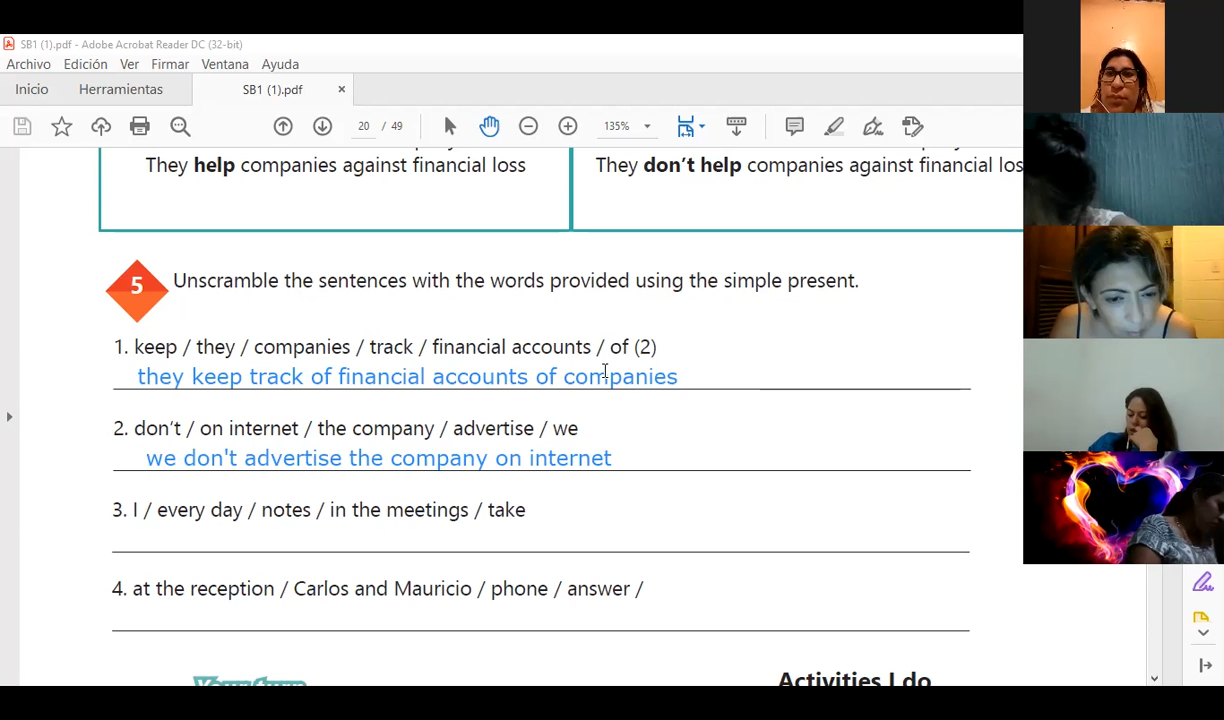 SB1 (1).pdf - Adobe Acrobat Reader DC (32-bit)
Archivo Edición Ver Firmar Ventana Ayuda
Inicio Herramientas SB1 (1).pdf ×
20 / 49 135%
They help companies against financial loss
They don't help companies against financial los
5 Unscramble the sentences with the words provided using the simple present.
1. keep / they / companies / track / financial accounts / of (2)
they keep track of financial accounts of companies
2. don't / on internet / the company / advertise / we
we don't advertise the company on internet
3. I / every day / notes / in the meetings / take
4. at the reception / Carlos and Mauricio / phone / answer /
Activities I do